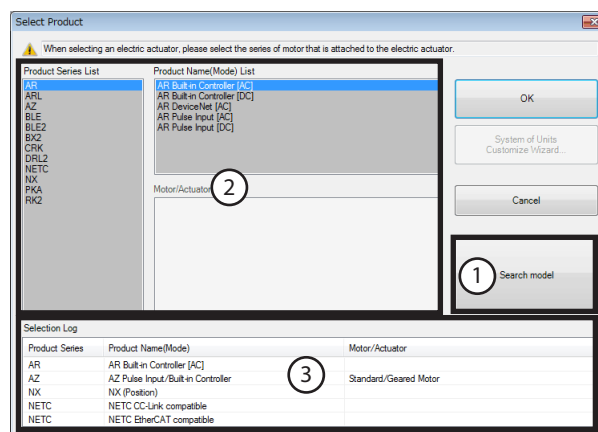 Select Product
When selecting an electric actuator, please select the series of motor that is attached to the electric actuator.
Product Series List
AR
ARL
AZ
BLE
BLE2
BX2
CRK
DRL2
NETC
NX
PKA
RK2
Product Name(Mode) List
AR Built-in Controller [AC]
AR Built-in Controller [DC]
AR DeviceNet [AC]
AR Pulse Input [AC]
AR Pulse Input [DC]
Motor/Actuator
2
OK
System of Units
Customize Wizard...
Cancel
1 Search model
Selection Log
Product Series Product Name(Mode) Motor/Actuator
AR AR Built-in Controller [AC]
AZ AZ Pulse Input/Built-in Controller Standard/Geared Motor
3
NX NX (Position)
NETC NETC CC-Link compatible
NETC NETC EtherCAT compatible